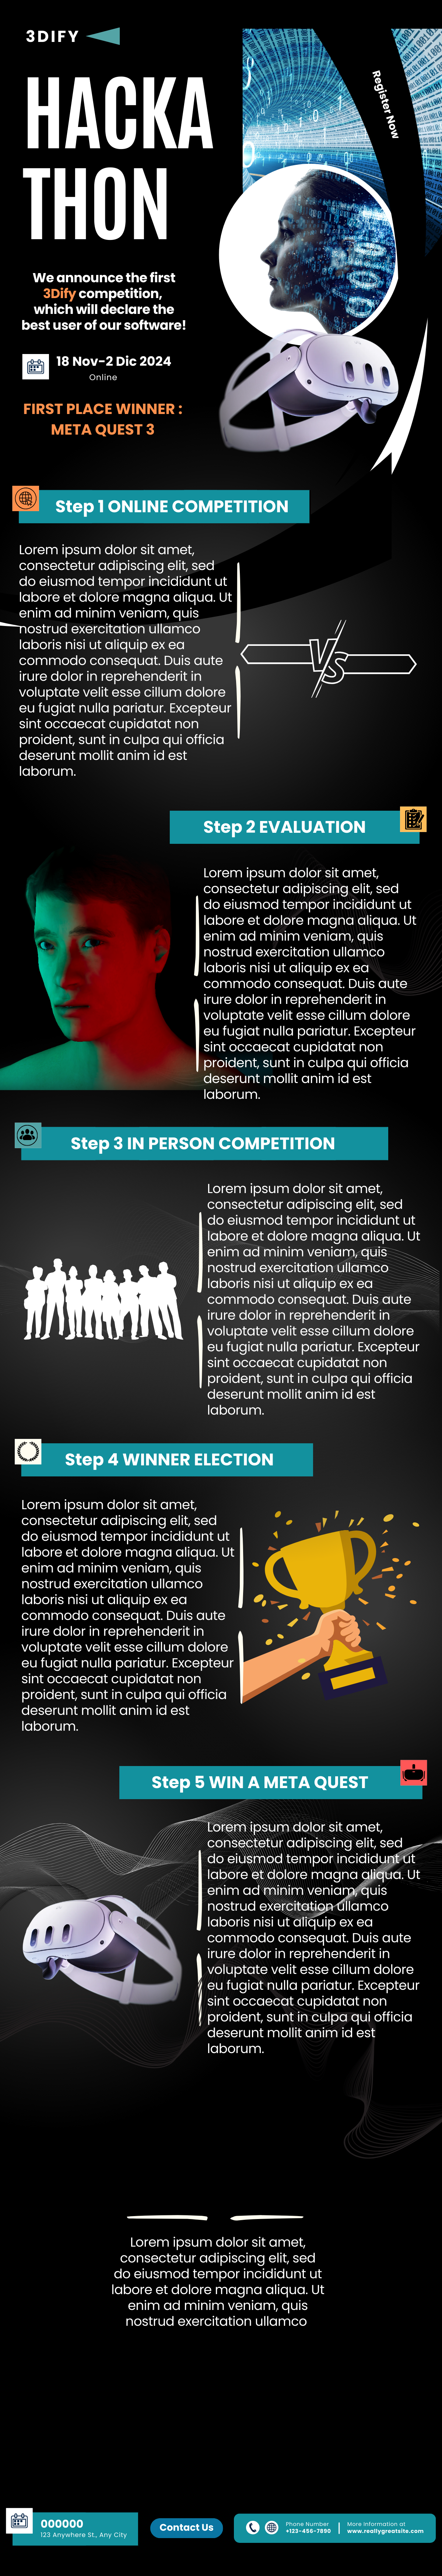 3DIFY
Register Now
HACKA
THON
We announce the first
3Dify competition,
which will declare the
best user of our software!
18 Nov-2 Dic 2024
Online
FIRST PLACE WINNER :
META QUEST 3
Step 1 ONLINE COMPETITION
Lorem ipsum dolor sit amet,
consectetur adipiscing elit, sed
do eiusmod tempor incididunt ut
labore et dolore magna aliqua. Ut
enim ad minim veniam, quis
nostrud exercitation ullamco
laboris nisi ut aliquip ex ea
commodo consequat. Duis aute
irure dolor in reprehenderit in
voluptate velit esse cillum dolore
eu fugiat nulla pariatur. Excepteur
sint occaecat cupidatat non
proident, sunt in culpa qui officia
deserunt mollit anim id est
laborum.
VS
Step 2 EVALUATION
Lorem ipsum dolor sit amet,
consectetur adipiscing elit, sed
do eiusmod tempor incididunt ut
labore et dolore magna aliqua. Ut
enim ad minim veniam, quis
nostrud exercitation ullamco
laboris nisi ut aliquip ex ea
commodo consequat. Duis aute
irure dolor in reprehenderit in
voluptate velit esse cillum dolore
eu fugiat nulla pariatur. Excepteur
sint occaecat cupidatat non
proident, sunt in culpa qui officia
deserunt mollit anim id est
laborum.
Step 3 IN PERSON COMPETITION
Lorem ipsum dolor sit amet,
consectetur adipiscing elit, sed
do eiusmod tempor incididunt ut
labore et dolore magna aliqua. Ut
enim ad minim veniam, quis
nostrud exercitation ullamco
laboris nisi ut aliquip ex ea
commodo consequat. Duis aute
irure dolor in reprehenderit in
voluptate velit esse cillum dolore
eu fugiat nulla pariatur. Excepteur
sint occaecat cupidatat non
proident, sunt in culpa qui officia
deserunt mollit anim id est
laborum.
Step 4 WINNER ELECTION
Lorem ipsum dolor sit amet,
consectetur adipiscing elit, sed
do eiusmod tempor incididunt ut
labore et dolore magna aliqua. Ut
enim ad minim veniam, quis
nostrud exercitation ullamco
laboris nisi ut aliquip ex ea
commodo consequat. Duis aute
irure dolor in reprehenderit in
voluptate velit esse cillum dolore
eu fugiat nulla pariatur. Excepteur
sint occaecat cupidatat non
proident, sunt in culpa qui officia
deserunt mollit anim id est
laborum.
Step 5 WIN A META QUEST
Lorem ipsum dolor sit amet,
consectetur adipiscing elit, sed
do eiusmod tempor incididunt ut
labore et dolore magna aliqua. Ut
enim ad minim veniam, quis
nostrud exercitation ullamco
laboris nisi ut aliquip ex ea
commodo consequat. Duis aute
irure dolor in reprehenderit in
voluptate velit esse cillum dolore
eu fugiat nulla pariatur. Excepteur
sint occaecat cupidatat non
proident, sunt in culpa qui officia
deserunt mollit anim id est
laborum.
Lorem ipsum dolor sit amet,
consectetur adipiscing elit, sed
do eiusmod tempor incididunt ut
labore et dolore magna aliqua. Ut
enim ad minim veniam, quis
nostrud exercitation ullamco
000000
123 Anywhere St., Any City
Contact Us
Phone Number
+123-456-7890
More Information at
www.reallygreatsite.com